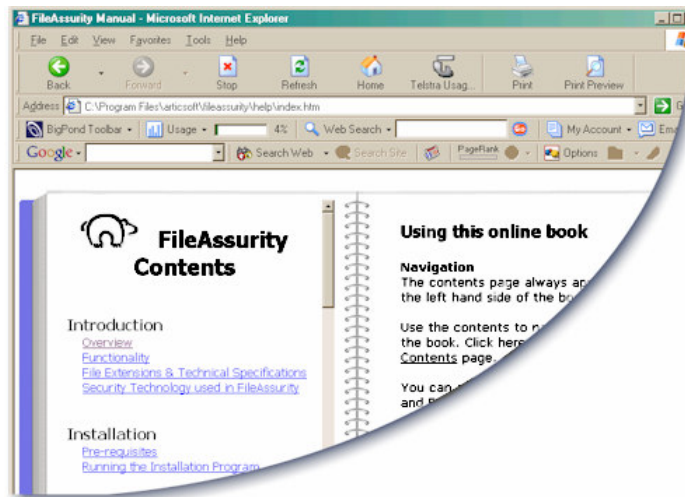 FileAssurity Manual - Microsoft Internet Explorer
File Edit View Favorites Tools Help
Back Forward Stop Refresh Home Telstra Usag... Print Print Preview
Address C:\Program Files\articsoft\fileassurity\help\index.htm
BigPond Toolbar Usage 4% Web Search My Account
Google Search Web Search Site PageRank Options
FileAssurity
Contents
Introduction
Overview
Functionality
File Extensions & Technical Specifications
Security Technology used in FileAssurity
Installation
Pre-requisites
Running the Installation Program
Using this online book
Navigation
The contents page always
the left hand side of the
Use the contents to
the book. Click here
Contents page.
You can
and